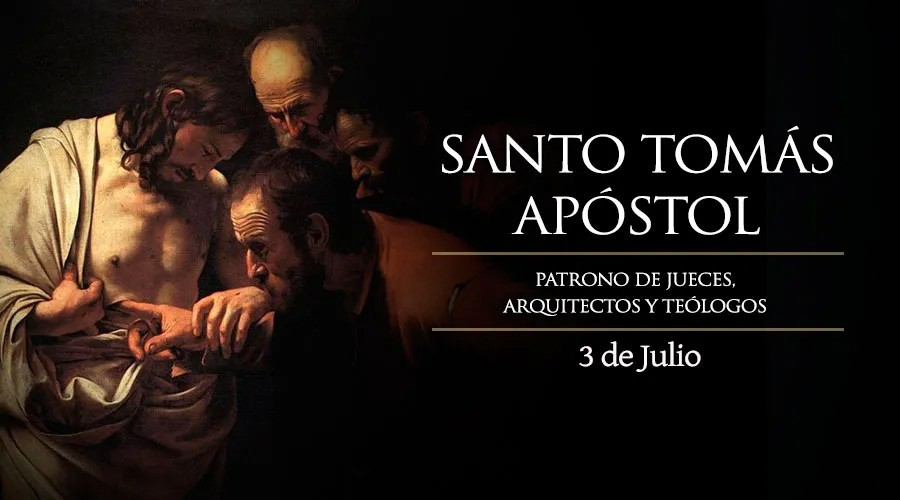 SANTO TOMÁS
APÓSTOL
PATRONO DE JUECES,
ARQUITECTOS Y TEÓLOGOS
3 de Julio